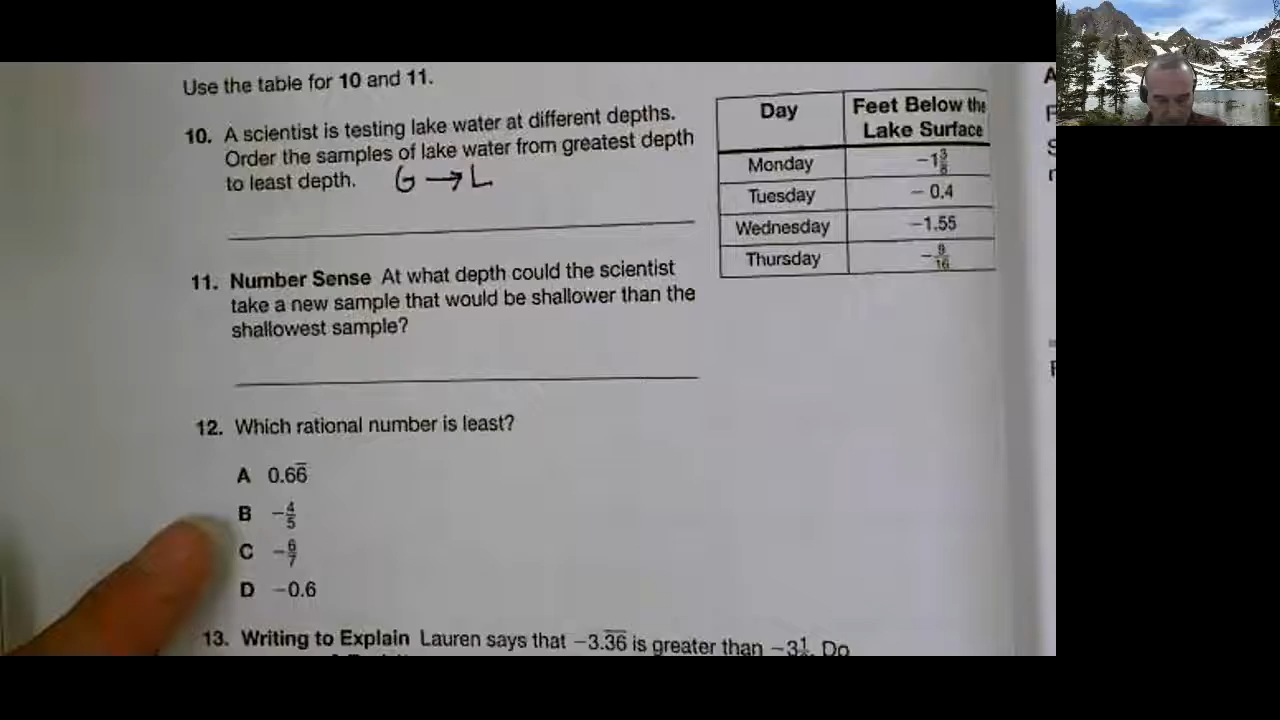 Use the table for 10 and 11.
10. A scientist is testing lake water at different depths.
Order the samples of lake water from greatest depth
to least depth. G → L
Day Feet Below the
Lake Surface
Monday −1 3/8
Tuesday − 0.4
Wednesday −1.55
Thursday − 9/16
11. Number Sense At what depth could the scientist
take a new sample that would be shallower than the
shallowest sample?
12. Which rational number is least?
A 0.66̅
B −4/5
C −6/7
D −0.6
13. Writing to Explain Lauren says that −3.3̅6̅ is greater than −3 Do